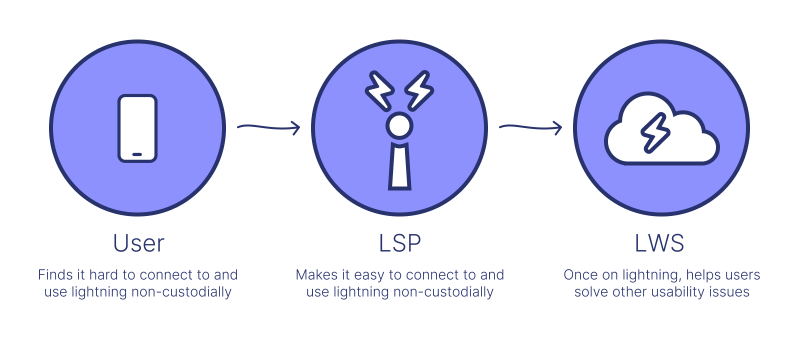 User
Finds it hard to connect to and
use lightning non-custodially
LSP
Makes it easy to connect to and
use lightning non-custodially
LWS
Once on lightning, helps users
solve other usability issues